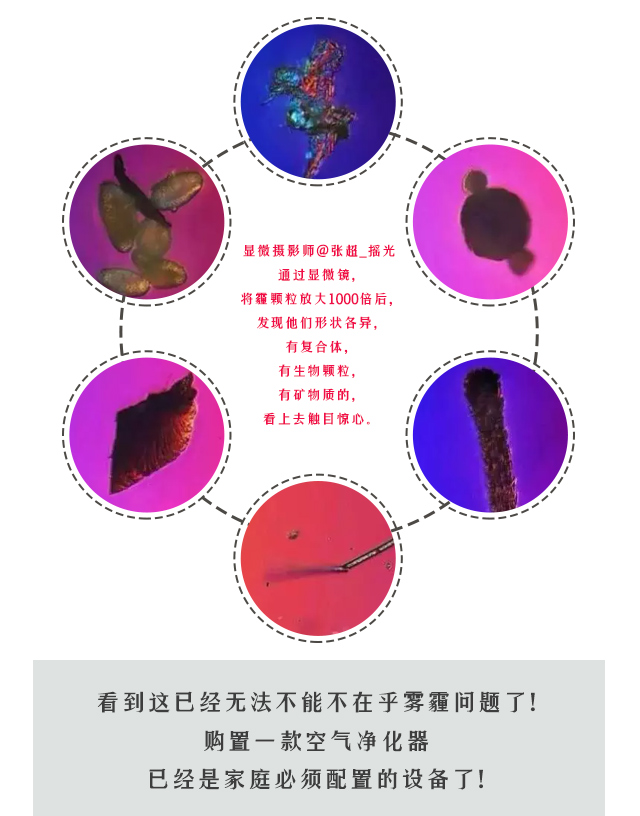 显微摄影师@张超_摇光
通过显微镜，
将霾颗粒放大1000倍后，
发现他们形状各异，
有复合体，
有生物颗粒，
有矿物质的，
看上去触目惊心。
看到这已经无法不能不在乎雾霾问题了！
购置一款空气净化器
已经是家庭必须配置的设备了！